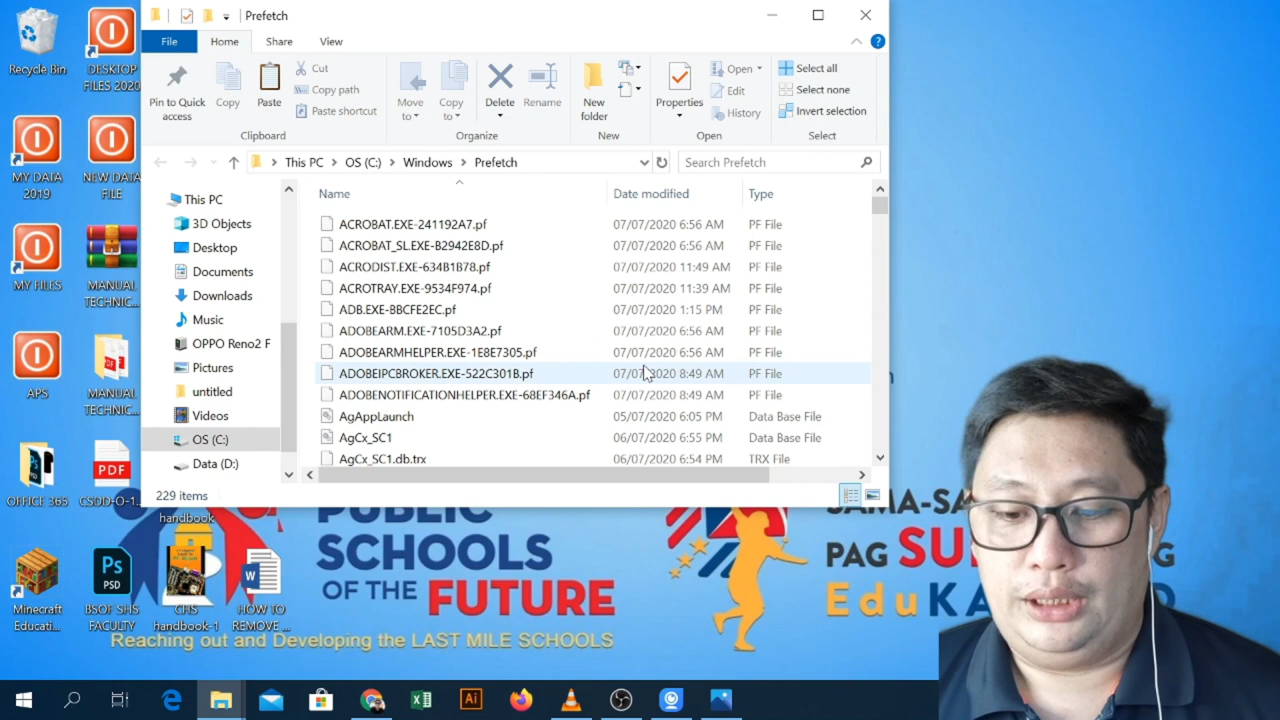 Prefetch
File Home Share View
Pin to Quick access
Copy
Paste
Cut
Copy path
Paste shortcut
Clipboard
Move to
Copy to
Delete
Rename
Organize
New folder
New
Properties
Open
Edit
History
Open
Select all
Select none
Invert selection
Select
This PC > OS (C:) > Windows > Prefetch
Search Prefetch
This PC
3D Objects
Desktop
Documents
Downloads
Music
OPPO Reno2 F
Pictures
untitled
Videos
OS (C:)
Data (D:)
Name Date modified Type
ACROBAT.EXE-241192A7.pf 07/07/2020 6:56 AM PF File
ACROBAT_SL.EXE-B2942E8D.pf 07/07/2020 6:56 AM PF File
ACRODIST.EXE-634B1B78.pf 07/07/2020 11:49 AM PF File
ACROTRAY.EXE-9534F974.pf 07/07/2020 11:39 AM PF File
ADB.EXE-BBCFE2EC.pf 07/07/2020 1:15 PM PF File
ADOBEARM.EXE-7105D3A2.pf 07/07/2020 6:56 AM PF File
ADOBEARMHELPER.EXE-1E8E7305.pf 07/07/2020 6:56 AM PF File
ADOBEIPCBROKER.EXE-522C301B.pf 07/07/2020 8:49 AM PF File
ADOBENOTIFICATIONHELPER.EXE-68EF346A.pf 07/07/2020 8:49 AM PF File
AgAppLaunch 05/07/2020 6:05 PM Data Base File
AgCx_SC1 06/07/2020 6:55 PM Data Base File
AgCx_SC1.db.trx 06/07/2020 6:54 PM TRX File
229 items
Recycle Bin
DESKTOP FILES 2020
MY DATA 2019
NEW DATA FILE
MY FILES
MANUAL TECHNIC...
APS
MANUAL TECHNIC...
OFFICE 365
PDF
CSDD-O-1...
handbook
Minecraft Educati...
Ps
PSD
BSOF SHS FACULTY
CHS handbook-1
HOW TO REMOVE ...
PUBLIC
SCHOOLS
OF THE FUTURE
Reaching out and Developing the LAST MILE SCHOOLS
PAG
EduKA